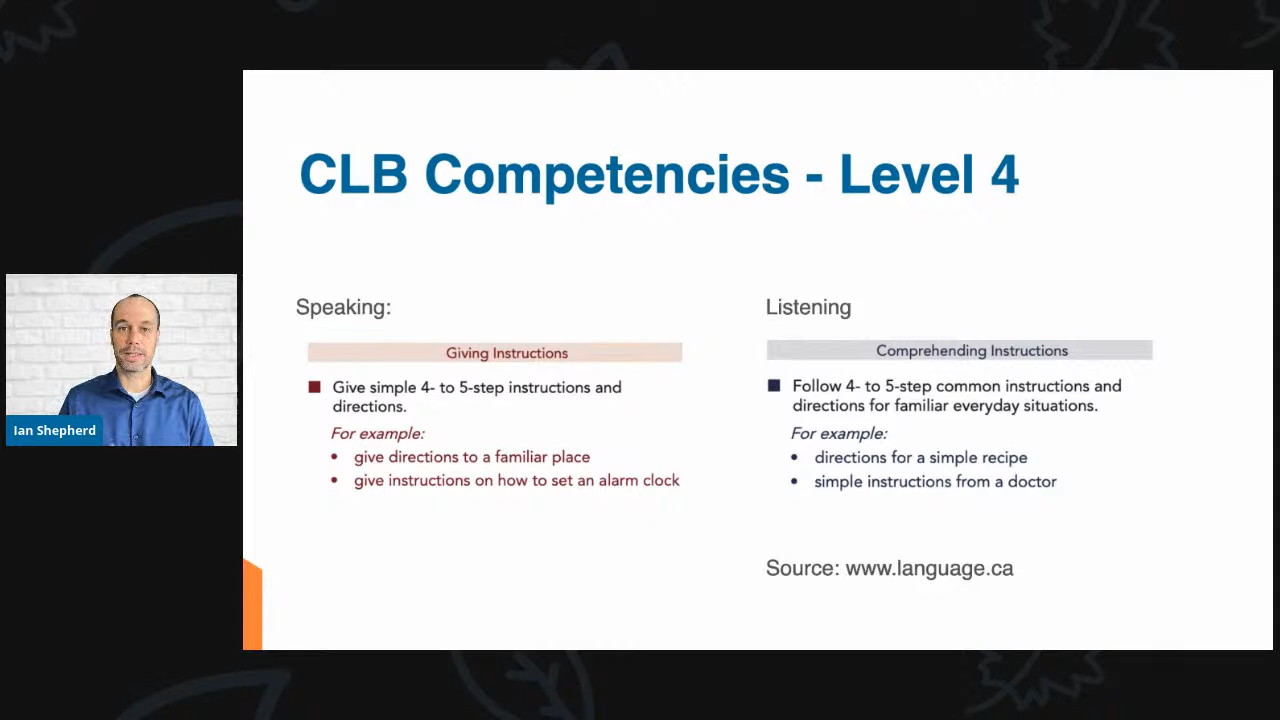 CLB Competencies - Level 4
Speaking:
Giving Instructions
Give simple 4- to 5-step instructions and
directions.
For example:
• give directions to a familiar place
• give instructions on how to set an alarm clock
Listening
Comprehending Instructions
Follow 4- to 5-step common instructions and
directions for familiar everyday situations.
For example:
• directions for a simple recipe
• simple instructions from a doctor
Source: www.language.ca
Ian Shepherd